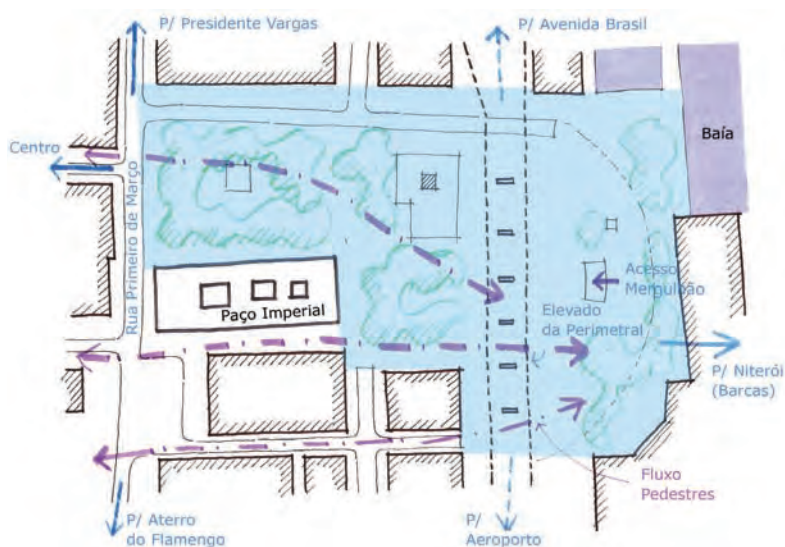 P/ Presidente Vargas
P/ Avenida Brasil
Baía
Centro
Rua Primeiro de Março
Acesso
Mergulhão
Paço Imperial
Elevado
da Perimetral
P/ Niterói
(Barcas)
Fluxo
Pedestres
P/ Aterro
do Flamengo
P/
Aeroporto